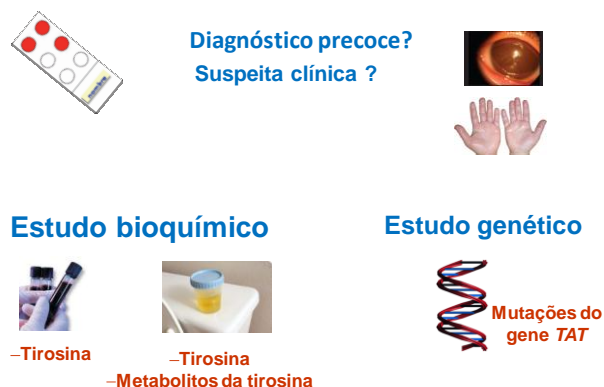 Diagnóstico precoce?
Suspeita clínica ?
Estudo bioquímico
Estudo genético
–Tirosina
–Tirosina
–Metabolitos da tirosina
Mutações do
gene TAT